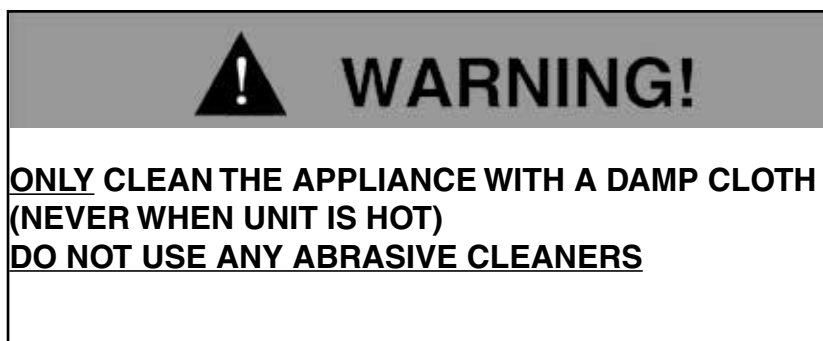 WARNING!
ONLY CLEAN THE APPLIANCE WITH A DAMP CLOTH
(NEVER WHEN UNIT IS HOT)
DO NOT USE ANY ABRASIVE CLEANERS